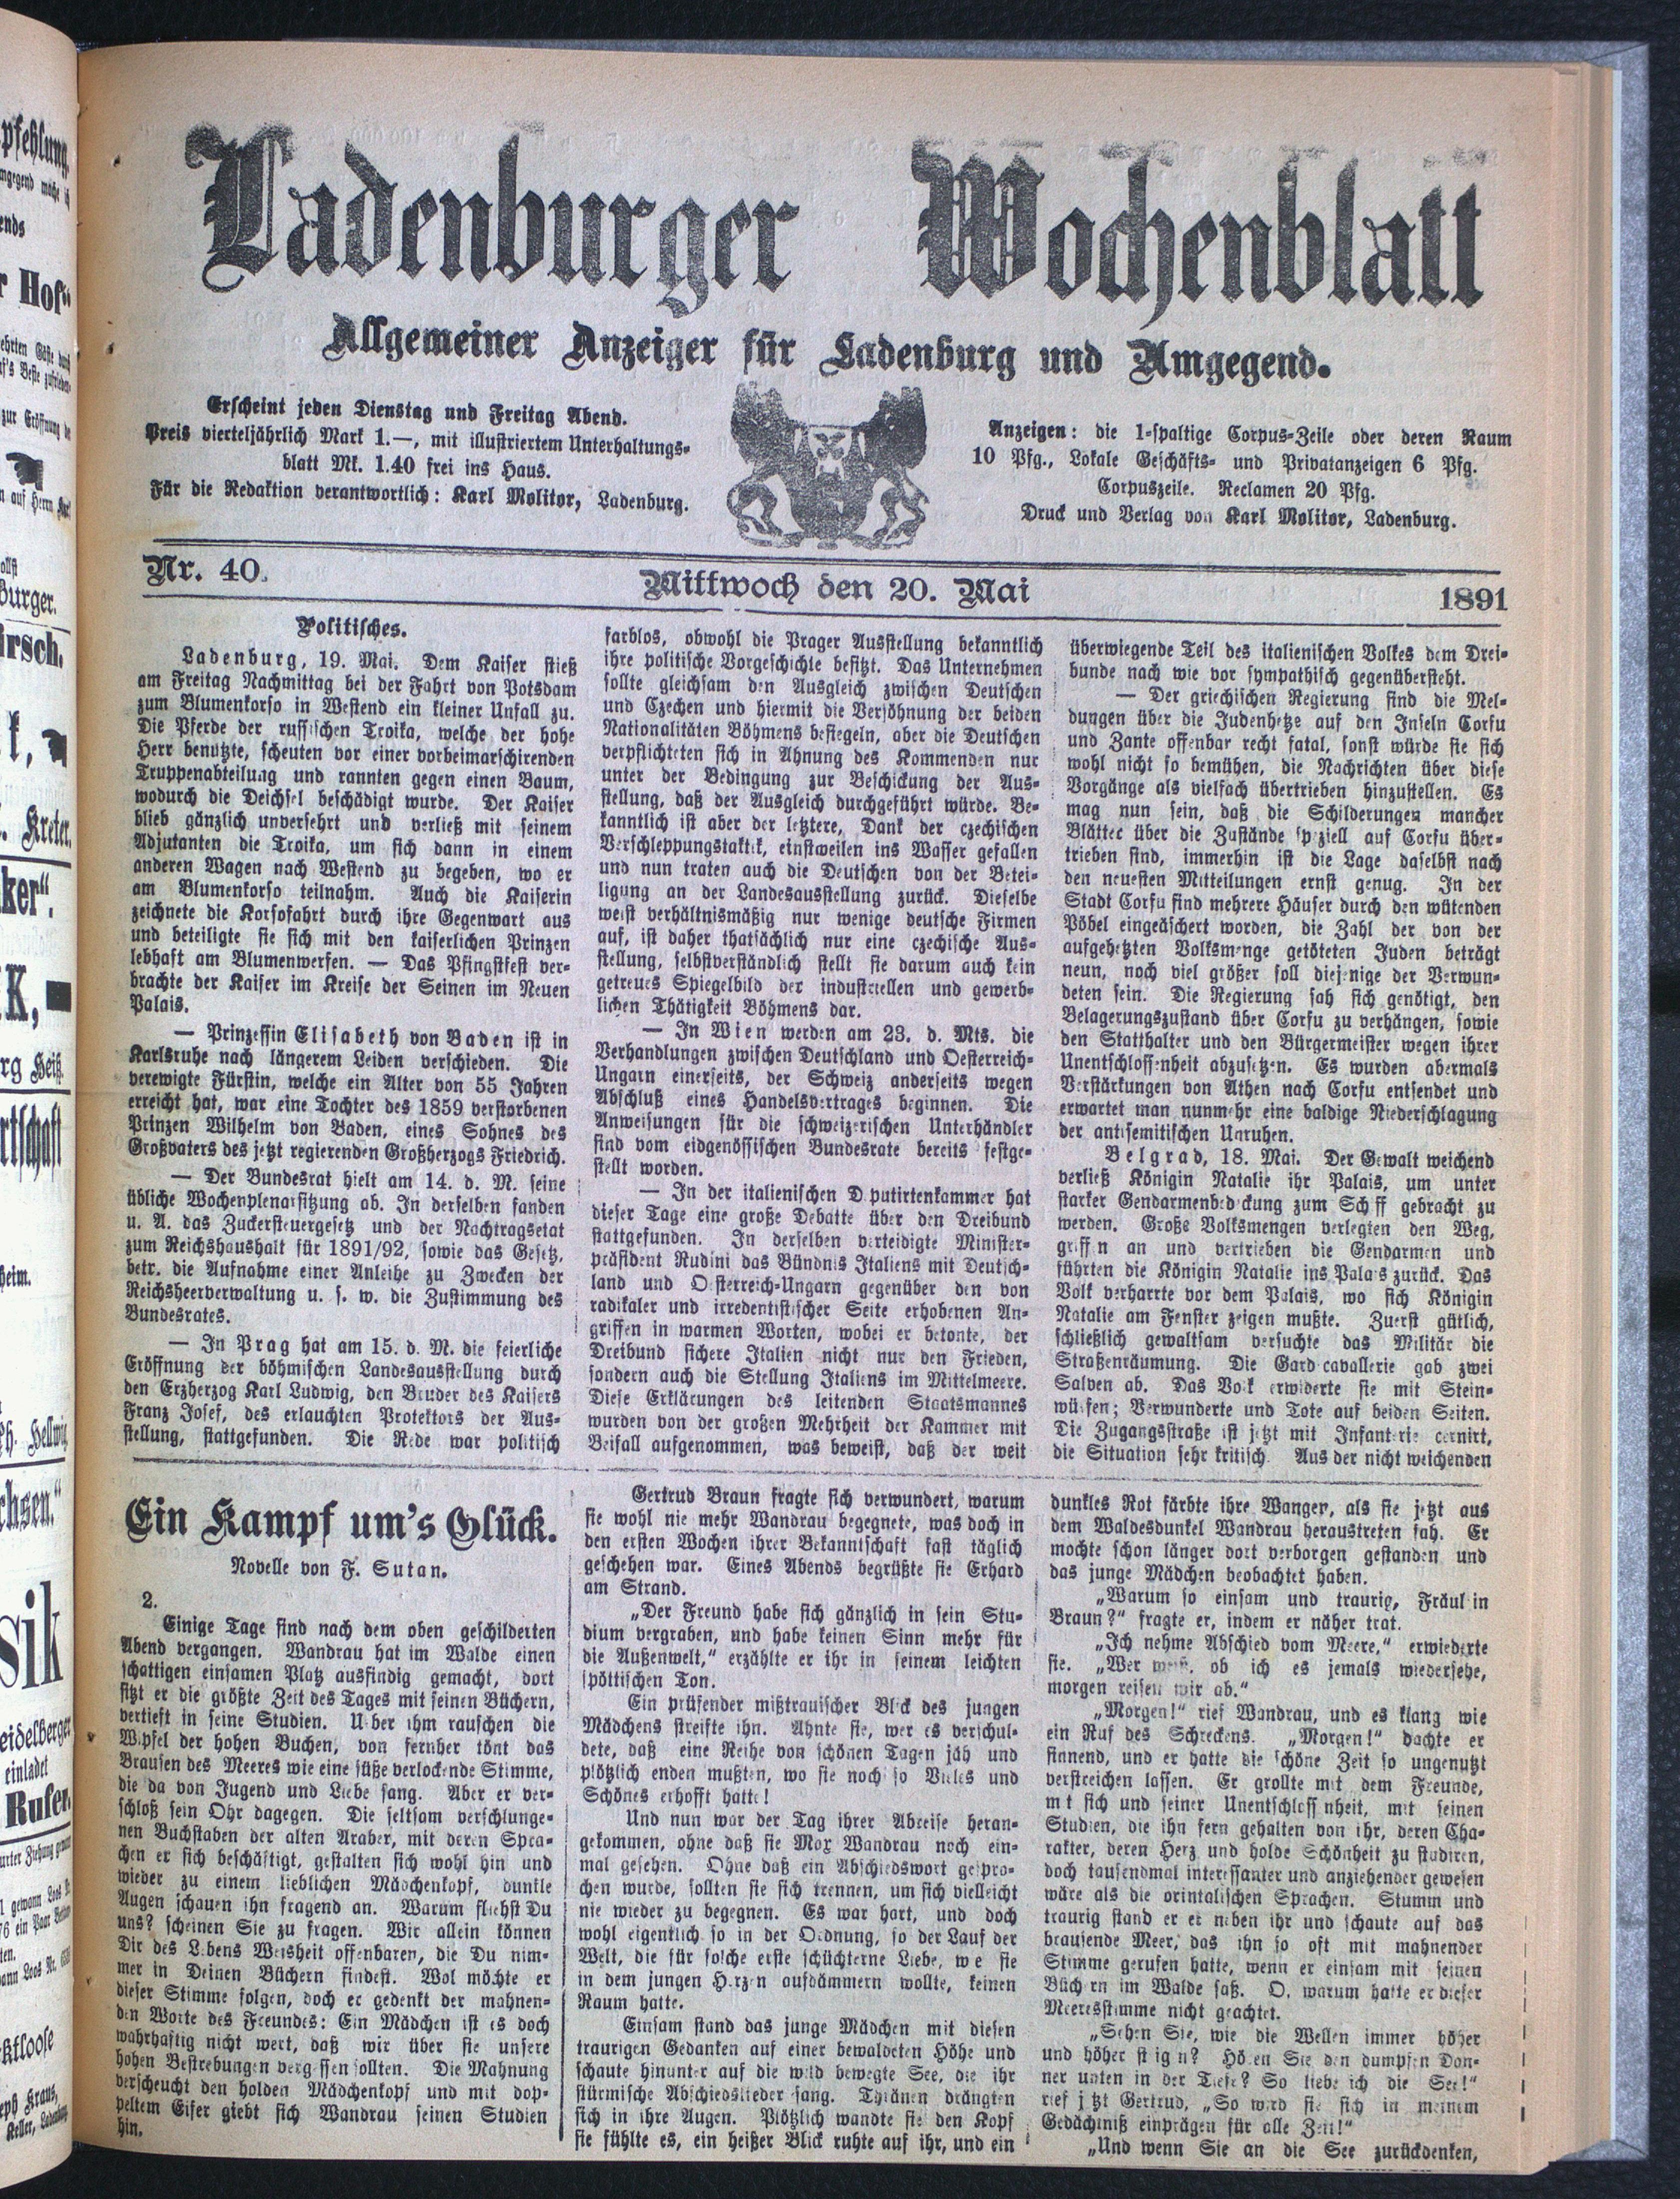 Ladenburger Wochenblatt
Allgemeiner Anzeiger für Ladenburg und Umgegend.
Erscheint jeden Dienstag und Freitag Abend.
Preis vierteljährlich Mark 1.—, mit illustriertem Unterhaltungs-
blatt Mk. 1.40 frei ins Haus.
Für die Redaktion verantwortlich: Karl Molitor, Ladenburg.
Anzeigen: die 1-spaltige Corpus-Zeile oder deren Raum
10 Pfg., Lokale Geschäfts- und Privatanzeigen 6 Pfg.
Corpuszeile. Reclamen 20 Pfg.
Druck und Verlag von Karl Molitor, Ladenburg.
Nr. 40.
Mittwoch den 20. Mai
1891
Politisches.
Ladenburg, 19. Mai. Dem Kaiser stieß
am Freitag Nachmittag bei der Fahrt von Potsdam
zum Blumenkorso in Westend ein kleiner Unfall zu.
Die Pferde der russischen Troika, welche der hohe
Herr benutzte, scheuten vor einer vorbeimarschirenden
Truppenabteilung und rannten gegen einen Baum,
wodurch die Deichsel beschädigt wurde. Der Kaiser
blieb gänzlich unversehrt und verließ mit seinem
Adjutanten die Troika, um sich dann in einem
anderen Wagen nach Westend zu begeben, wo er
am Blumenkorso teilnahm. Auch die Kaiserin
zeichnete die Korsofahrt durch ihre Gegenwart aus
und beteiligte sie sich mit den kaiserlichen Prinzen
lebhaft am Blumenwerfen. — Das Pfingstfest ver-
brachte der Kaiser im Kreise der Seinen im Neuen
Palais.
— Prinzessin Elisabeth von Baden ist in
Karlsruhe nach längerem Leiden verschieden. Die
verewigte Fürstin, welche ein Alter von 55 Jahren
erreicht hat, war eine Tochter des 1859 verstorbenen
Prinzen Wilhelm von Baden, eines Sohnes des
Großvaters des jetzt regierenden Großherzogs Friedrich.
— Der Bundesrat hielt am 14. d. M. seine
übliche Wochenplenarsitzung ab. In derselben fanden
u. A. das Zuckersteuergesetz und der Nachtragsetat
zum Reichshaushalt für 1891/92, sowie das Gesetz,
betr. die Aufnahme einer Anleihe zu Zwecken der
Reichsheerverwaltung u. s. w. die Zustimmung des
Bundesrates.
— In Prag hat am 15. d. M. die feierliche
Eröffnung der böhmischen Landesausstellung durch
den Erzherzog Karl Ludwig, den Bruder des Kaisers
Franz Josef, des erlauchten Protektors der Aus-
stellung, stattgefunden. Die Rede war politisch
farblos, obwohl die Prager Ausstellung bekanntlich
ihre politische Vorgeschichte besitzt. Das Unternehmen
sollte gleichsam den Ausgleich zwischen Deutschen
und Czechen und hiermit die Versöhnung der beiden
Nationalitäten Böhmens besiegeln, aber die Deutschen
verpflichteten sich in Ahnung des Kommenden nur
unter der Bedingung zur Beschickung der Aus-
stellung, daß der Ausgleich durchgeführt würde. Be-
kanntlich ist aber der letztere, Dank der czechischen
Verschleppungstaktik, einstweilen ins Wasser gefallen
und nun traten auch die Deutschen von der Betei-
ligung an der Landesausstellung zurück. Dieselbe
weist verhältnismäßig nur wenige deutsche Firmen
auf, ist daher thatsächlich nur eine czechische Aus-
stellung, selbstverständlich stellt sie darum auch kein
getreues Spiegelbild der industriellen und gewerb-
lichen Thätigkeit Böhmens dar.
— In Wien werden am 23. d. Mts. die
Verhandlungen zwischen Deutschland und Oesterreich-
Ungarn einerseits, der Schweiz anderseits wegen
Abschluß eines Handelsvertrages beginnen. Die
Anweisungen für die schweizerischen Unterhändler
sind vom eidgenössischen Bundesrate bereits festge-
stellt worden.
— In der italienischen Deputirtenkammer hat
dieser Tage eine große Debatte über den Dreibund
stattgefunden. In derselben verteidigte Minister-
präsident Rudini das Bündnis Italiens mit Deutsch-
land und Oesterreich-Ungarn gegenüber den von
radikaler und irredentistischer Seite erhobenen An-
griffen in warmen Worten, wobei er betonte, der
Dreibund sichere Italien nicht nur den Frieden,
sondern auch die Stellung Italiens im Mittelmeere.
Diese Erklärungen des leitenden Staatsmannes
wurden von der großen Mehrheit der Kammer mit
Beifall aufgenommen, was beweist, daß der weit
überwiegende Teil des italienischen Volkes dem Drei-
bunde nach wie vor sympathisch gegenübersteht.
— Der griechischen Regierung sind die Mel-
dungen über die Judenhetze auf den Inseln Corfu
und Zante offenbar recht fatal, sonst würde sie sich
wohl nicht so bemühen, die Nachrichten über diese
Vorgänge als vielfach übertrieben hinzustellen. Es
mag nun sein, daß die Schilderungen mancher
Blätter über die Zustände speziell auf Corfu über-
trieben sind, immerhin ist die Lage daselbst nach
den neuesten Mitteilungen ernst genug. In der
Stadt Corfu sind mehrere Häuser durch den wütenden
Pöbel eingeäschert worden, die Zahl der von der
aufgehetzten Volksmenge getöteten Juden beträgt
neun, noch viel größer soll diejenige der Verwun-
deten sein. Die Regierung sah sich genötigt, den
Belagerungszustand über Corfu zu verhängen, sowie
den Statthalter und den Bürgermeister wegen ihrer
Unentschlossenheit abzusetzen. Es wurden abermals
Verstärkungen von Athen nach Corfu entsendet und
erwartet man nunmehr eine baldige Niederschlagung
der antisemitischen Unruhen.
Belgrad, 18. Mai. Der Gewalt weichend
verließ Königin Natalie ihr Palais, um unter
starker Gendarmenbedeckung zum Schiff gebracht zu
werden. Große Volksmengen verlegten den Weg,
griffen an und vertrieben die Gendarmen und
führten die Königin Natalie ins Palais zurück. Das
Volk verharrte vor dem Palais, wo sich Königin
Natalie am Fenster zeigen mußte. Zuerst gütlich,
schließlich gewaltsam versuchte das Militär die
Straßenräumung. Die Gardecavallerie gab zwei
Salven ab. Das Volk erwiderte sie mit Stein-
würfen; Verwunderte und Tote auf beiden Seiten.
Die Zugangsstraße ist jetzt mit Infanterie cernirt,
die Situation sehr kritisch. Aus der nicht weichenden
Ein Kampf um's Glück.
Novelle von F. Sutan.
2.
Einige Tage sind nach dem oben geschilderten
Abend vergangen. Wandrau hat im Walde einen
schattigen einsamen Platz ausfindig gemacht, dort
sitzt er die größte Zeit des Tages mit seinen Büchern,
vertieft in seine Studien. Ueber ihm rauschen die
Wipfel der hohen Buchen, von fernher tönt das
Brausen des Meeres wie eine süße verlockende Stimme,
die da von Jugend und Liebe sang. Aber er ver-
schloß sein Ohr dagegen. Die seltsam verschlunge-
nen Buchstaben der alten Araber, mit deren Spra-
chen er sich beschäftigt, gestalten sich wohl hin und
wieder zu einem lieblichen Mädchenkopf, dunkle
Augen schauen ihn fragend an. Warum fliehst Du
uns? scheinen Sie zu fragen. Wir allein können
Dir des Lebens Weisheit offenbaren, die Du nim-
mer in Deinen Büchern findest. Wol möchte er
dieser Stimme folgen, doch er gedenkt der mahnen-
den Worte des Freundes: Ein Mädchen ist es doch
wahrhaftig nicht wert, daß wir über sie unsere
hohen Bestrebungen vergessen sollten. Die Mahnung
verscheucht den holden Mädchenkopf und mit dop-
peltem Eifer giebt sich Wandrau seinen Studien
hin.
Gertrud Braun fragte sich verwundert, warum
sie wohl nie mehr Wandrau begegnete, was doch in
den ersten Wochen ihrer Bekanntschaft fast täglich
geschehen war. Eines Abends begrüßte sie Erhard
am Strand.
„Der Freund habe sich gänzlich in sein Stu-
dium vergraben, und habe keinen Sinn mehr für
die Außenwelt,“ erzählte er ihr in seinem leichten
spöttischen Ton.
Ein prüfender mißtrauischer Blick des jungen
Mädchens streifte ihn. Ahnte sie, wer es verschul-
dete, daß eine Reihe von schönen Tagen jäh und
plötzlich enden mußten, wo sie noch so Vieles und
Schönes erhofft hatte!
Und nun war der Tag ihrer Abreise heran-
gekommen, ohne daß sie Max Wandrau noch ein-
mal gesehen. Ohne daß ein Abschiedswort gespro-
chen wurde, sollten sie sich trennen, um sich vielleicht
nie wieder zu begegnen. Es war hart, und doch
wohl eigentlich so in der Ordnung, so der Lauf der
Welt, die für solche erste schüchterne Liebe, wie sie
in dem jungen Herzen aufdämmern wollte, keinen
Raum hatte.
Einsam stand das junge Mädchen mit diesen
traurigen Gedanken auf einer bewaldeten Höhe und
schaute hinunter auf die wild bewegte See, die ihr
stürmische Abschiedslieder sang. Thränen drängten
sich in ihre Augen. Plötzlich wandte sie den Kopf
sie fühlte es, ein heißer Blick ruhte auf ihr, und ein
dunkles Rot färbte ihre Wangen, als sie jetzt aus
dem Waldesdunkel Wandrau heraustreten sah. Er
mochte schon länger dort verborgen gestanden und
das junge Mädchen beobachtet haben.
„Warum so einsam und traurig, Fräulein
Braun?“ fragte er, indem er näher trat.
„Ich nehme Abschied vom Meere,“ erwiederte
sie. „Wer weiß, ob ich es jemals wiedersehe,
morgen reisen wir ab.“
„Morgen!“ rief Wandrau, und es klang wie
ein Ruf des Schreckens. „Morgen!“ dachte er
sinnend, und er hatte die schöne Zeit so ungenutzt
verstreichen lassen. Er grollte mit dem Freunde,
mit sich und seiner Unentschlossenheit, mit seinen
Studien, die ihn fern gehalten von ihr, deren Cha-
rakter, deren Herz und holde Schönheit zu studiren,
doch tausendmal interessanter und anziehender gewesen
wäre als die orintalischen Sprachen. Stumm und
traurig stand er er neben ihr und schaute auf das
brausende Meer, das ihn so oft mit mahnender
Stimme gerufen hatte, wenn er einsam mit seinen
Büchern im Walde saß. O, warum hatte er dieser
Meeresstimme nicht geachtet.
„Sehen Sie, wie die Wellen immer höher
und höher steigen? Hören Sie den dumpfen Don-
ner unten in der Tiefe? So liebe ich die See!“
rief jetzt Gertrud, „So wird sie sich in meinem
Gedächtniß einprägen für alle Zeit!“
„Und wenn Sie an die See zurückdenken,